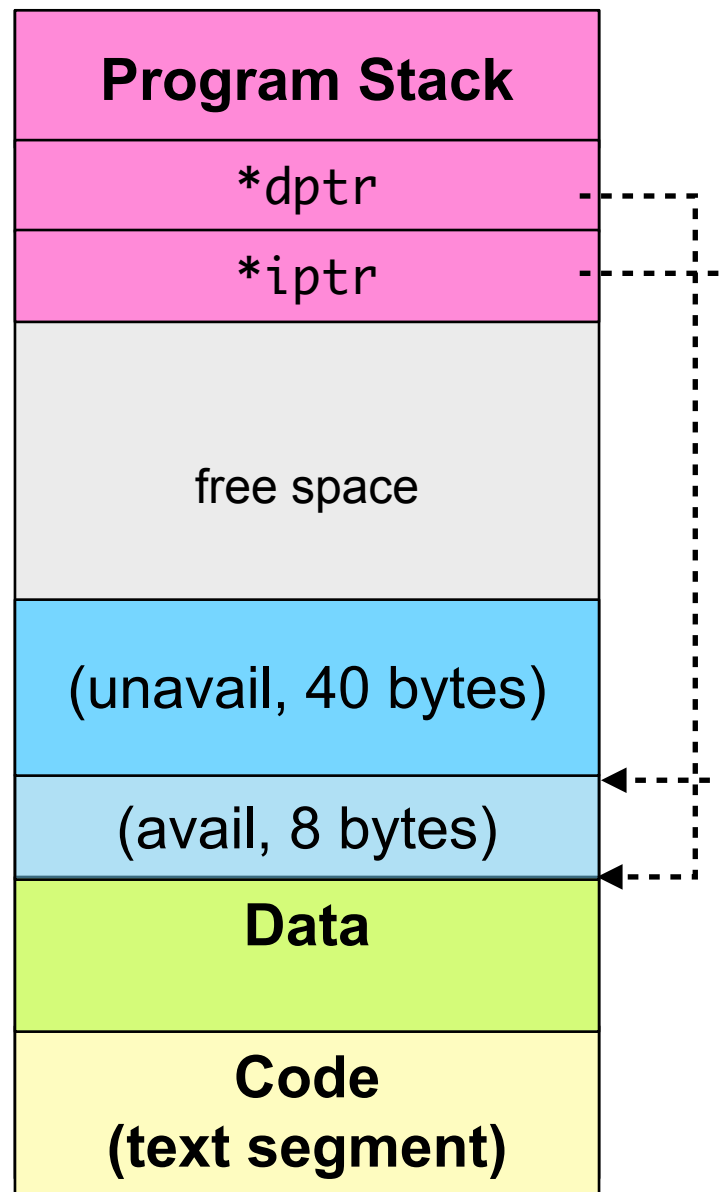 Program Stack
*dptr
*iptr
free space
(unavail, 40 bytes)
(avail, 8 bytes)
Data
Code
(text segment)